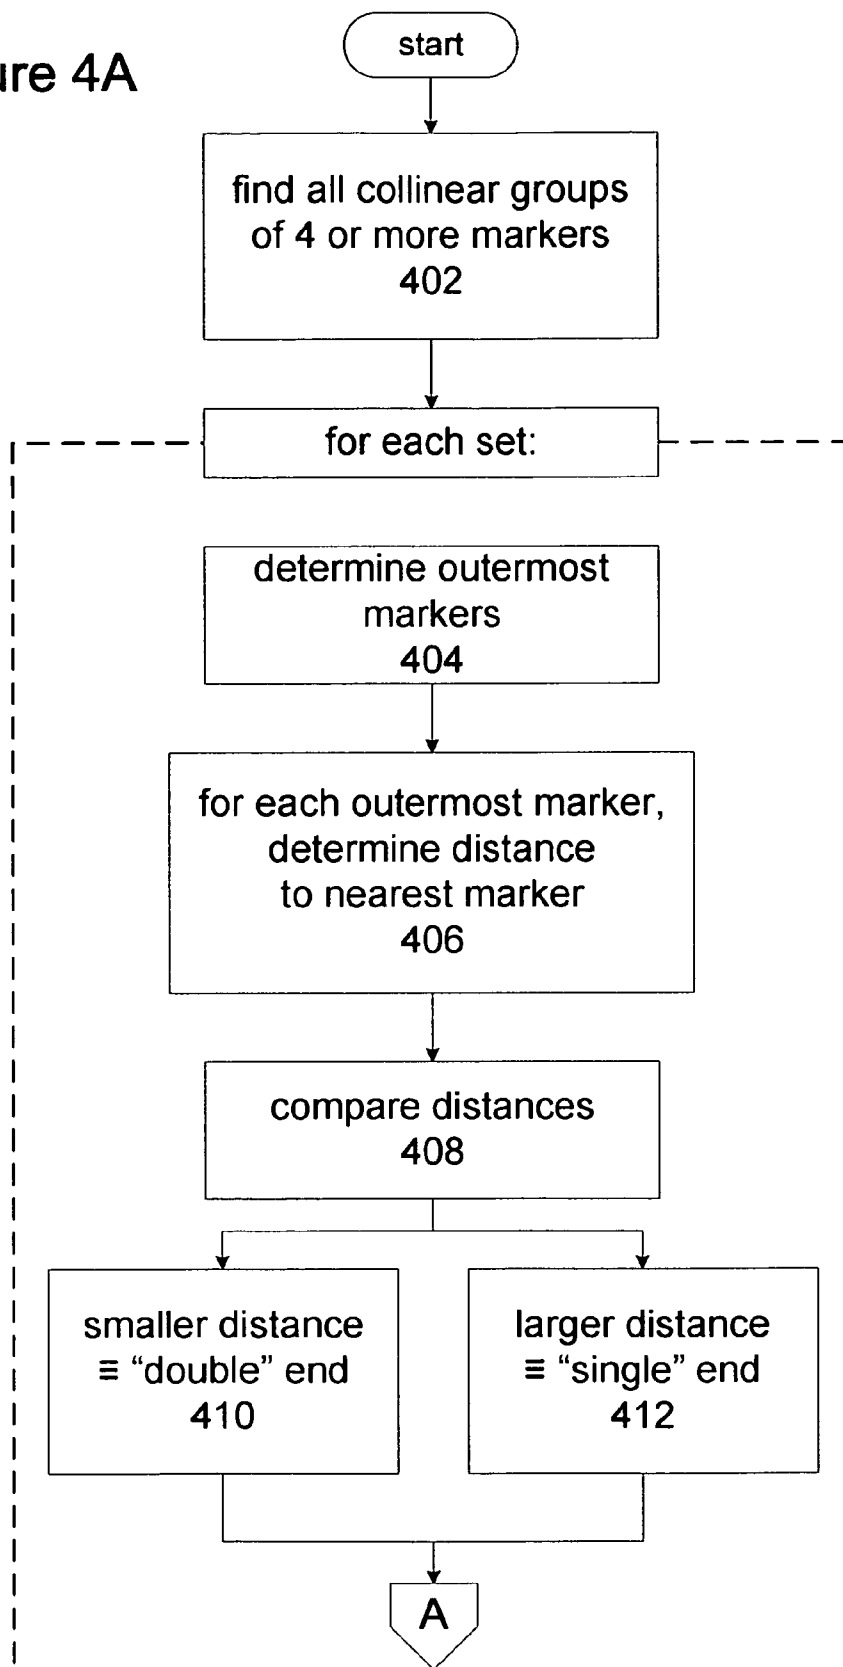 ure 4A
start
find all collinear groups
of 4 or more markers
402
for each set:
determine outermost
markers
404
for each outermost marker,
determine distance
to nearest marker
406
compare distances
408
smaller distance
≡ “double” end
410
larger distance
≡ “single” end
412
A